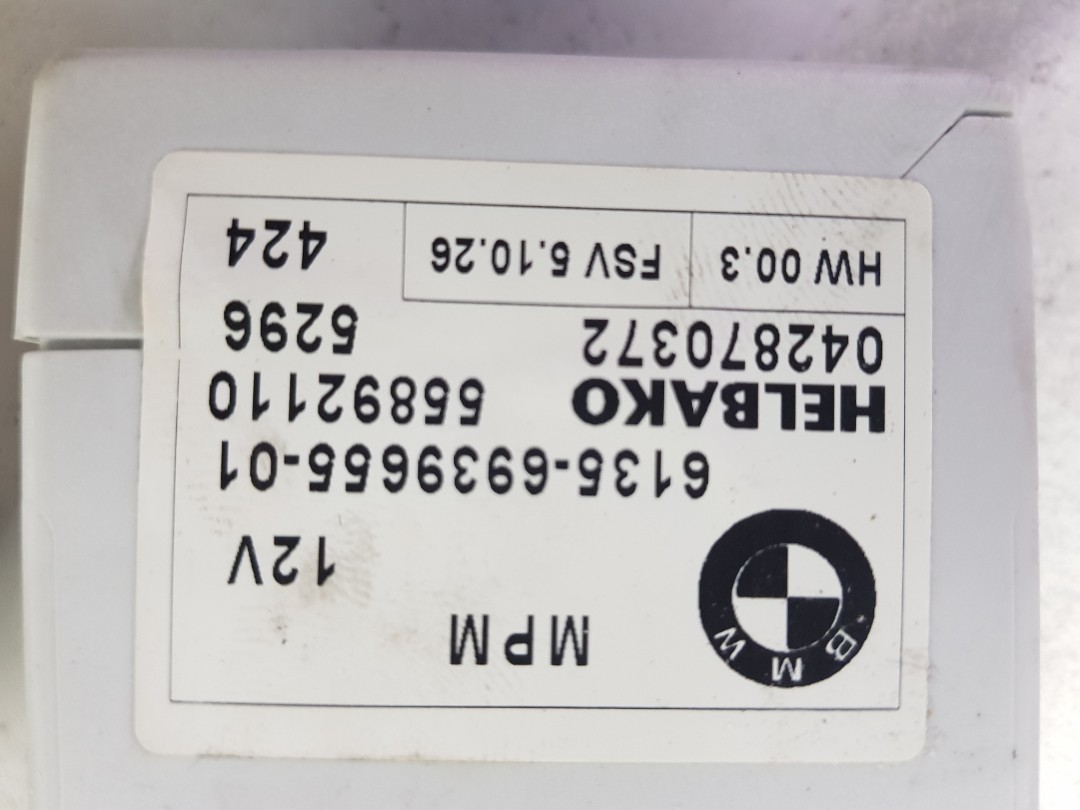 BMW
MPM
12V
6135-6939655-01
HELBAKO 55892110
042870372 5296
HW 00.3 FSV 5.10.26 424